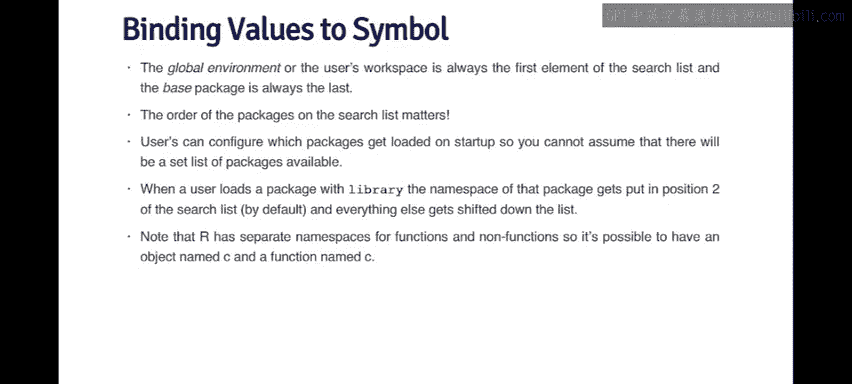 Binding Values to Symbol
· The global environment or the user's workspace is always the first element of the search list and
the base package is always the last.
· The order of the packages on the search list matters!
· User's can configure which packages get loaded on startup so you cannot assume that there will
be a set list of packages available.
· When a user loads a package with library the namespace of that package gets put in position 2
of the search list (by default) and everything else gets shifted down the list.
· Note that R has separate namespaces for functions and non-functions so it's possible to have an
object named c and a function named c.